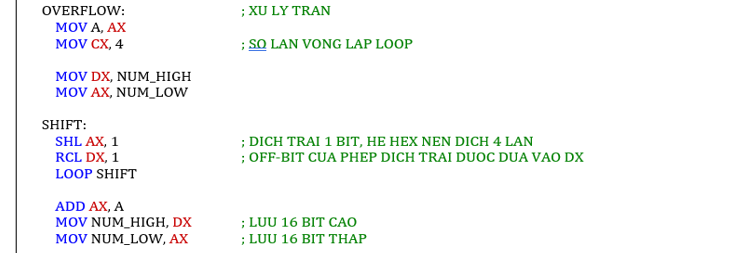 OVERFLOW: ; XU LY TRAN
MOV A, AX
MOV CX, 4 ; SO LAN VONG LAP LOOP
MOV DX, NUM_HIGH
MOV AX, NUM_LOW
SHIFT:
SHL AX, 1 ; DICH TRAI 1 BIT, HE HEX NEN DICH 4 LAN
RCL DX, 1 ; OFF-BIT CUA PHEP DICH TRAI DUOC DUA VAO DX
LOOP SHIFT
ADD AX, A
MOV NUM_HIGH, DX ; LUU 16 BIT CAO
MOV NUM_LOW, AX ; LUU 16 BIT THAP